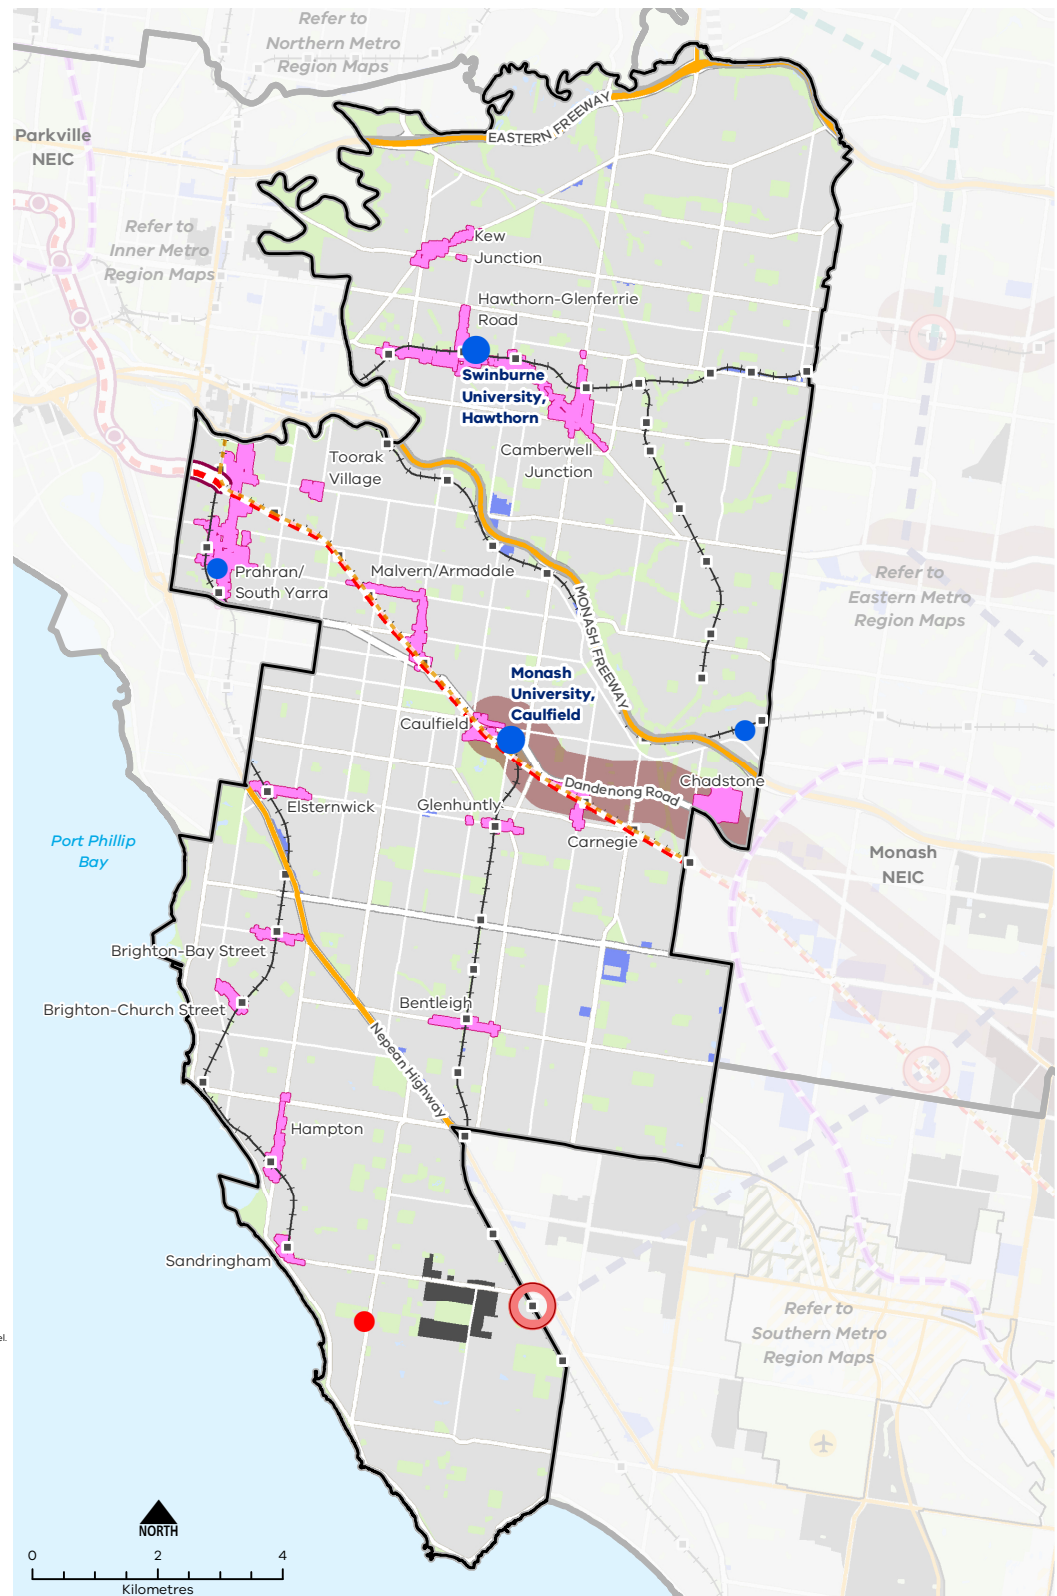 Refer to
Northern Metro
Region Maps
Parkville
NEIC
EASTERN FREEWAY
Refer to
Inner Metro
Region Maps
Kew
Junction
Hawthorn-Glenferrie
Road
Swinburne
University,
Hawthorn
Camberwell
Junction
Toorak
Village
Prahran/
South Yarra
Malvern/Armadale
MONASH FREEWAY
Refer to
Eastern Metro
Region Maps
Monash
University,
Caulfield
Caulfield
Chadstone
Dandenong Road
Elsternwick
Glenhuntly
Carnegie
Port Phillip
Bay
Monash
NEIC
Brighton-Bay Street
Brighton-Church Street
Bentleigh
Nepean Highway
Hampton
Sandringham
Refer to
Southern Metro
Region Maps
el.
NORTH
0 2 4
Kilometres